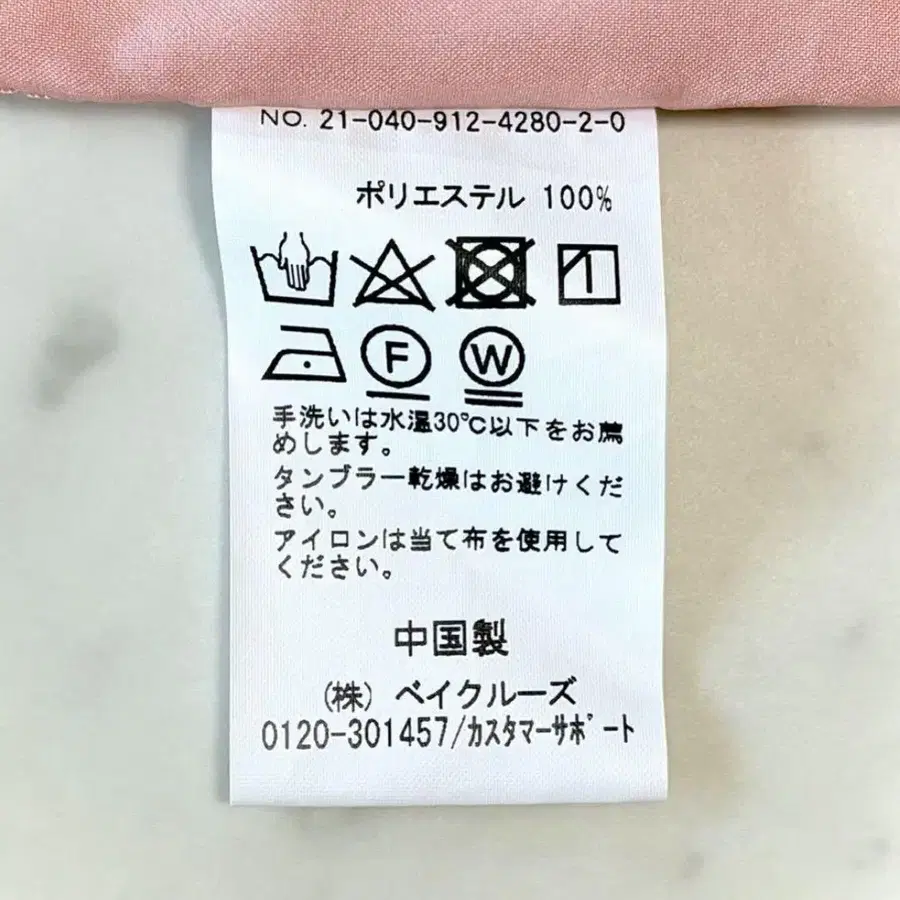 NO. 21-040-912-4280-2-0
ポリエステル 100%
F W
手洗いは水温30℃以下をお薦
めします。
タンブラー乾燥はお避けくだ
さい。
アイロンは当て布を使用して
ください。
中国製
(株) ベイクルーズ
0120-301457/カスタマーサポート